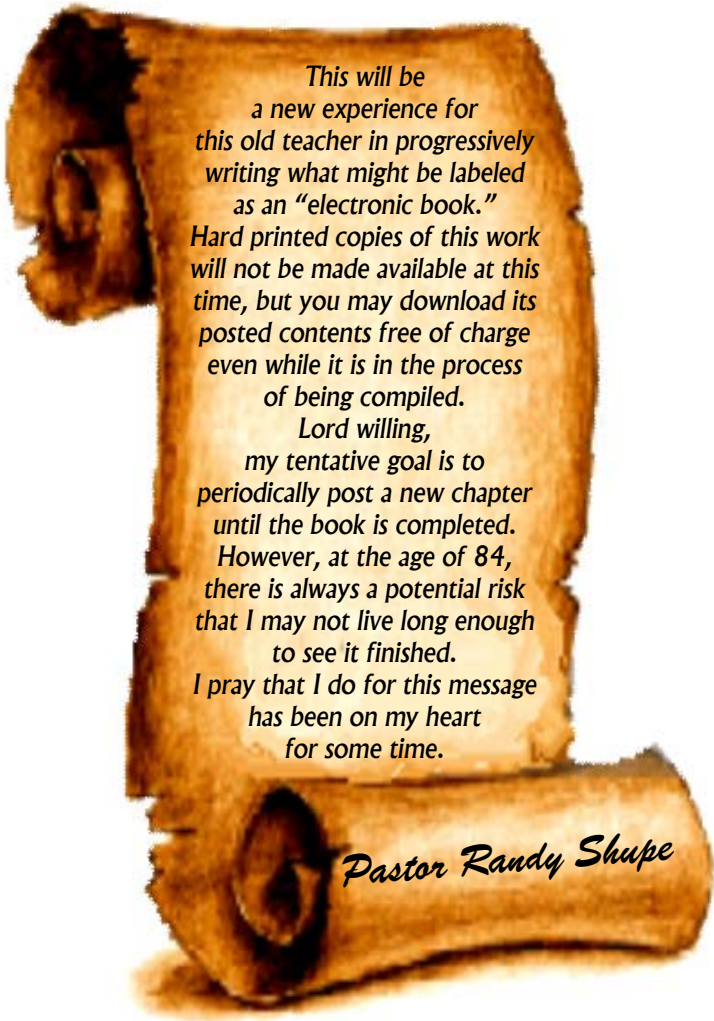 This will be
a new experience for
this old teacher in progressively
writing what might be labeled
as an “electronic book.”
Hard printed copies of this work
will not be made available at this
time, but you may download its
posted contents free of charge
even while it is in the process
of being compiled.
Lord willing,
my tentative goal is to
periodically post a new chapter
until the book is completed.
However, at the age of 84,
there is always a potential risk
that I may not live long enough
to see it finished.
I pray that I do for this message
has been on my heart
for some time.
Pastor Randy Shupe